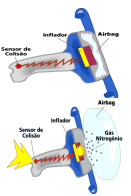 Airbag
Inflador
Sensor de
Colisão
Airbag
Inflador
Gás
Nitrogênio
Sensor de
Colisão